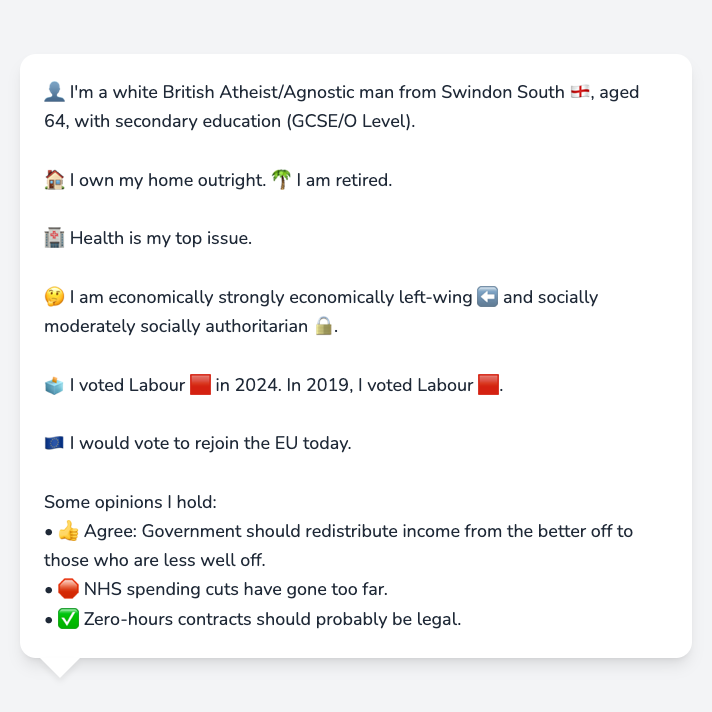 👤 I'm a white British Atheist/Agnostic man from Swindon South 🏴󠁧󠁢󠁥󠁮󠁧󠁿, aged
64, with secondary education (GCSE/O Level).
🏠 I own my home outright. 🌴 I am retired.
🏥 Health is my top issue.
🤔 I am economically strongly economically left-wing ⬅️ and socially
moderately socially authoritarian 🔒.
🗳️ I voted Labour 🟥 in 2024. In 2019, I voted Labour 🟥.
🇪🇺 I would vote to rejoin the EU today.
Some opinions I hold:
• 👍 Agree: Government should redistribute income from the better off to
those who are less well off.
• 🛑 NHS spending cuts have gone too far.
• ✅ Zero-hours contracts should probably be legal.